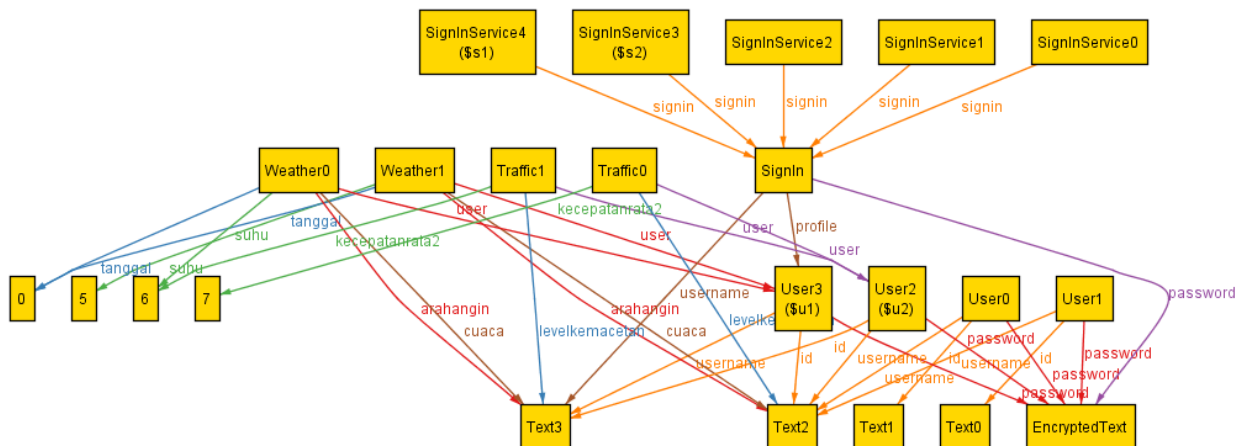 SignInService4
($s1)
SignInService3
($s2)
SignInService2
SignInService1
SignInService0
signin
signin
signin
signin
signin
Weather0
Weather1
Traffic1
Traffic0
SignIn
user
kecepatanrata2
tanggal
suhu
kecepatanrata2
user
user
profile
user
tanggal
suhu
0
5
6
7
arahangin
cuaca
levelkemacetan
arahangin
cuaca
username
levelke
User3
($u1)
User2
($u2)
User0
User1
password
username
id
username
id
username
id
username
id
password
password
password
password
Text3
Text2
Text1
Text0
EncryptedText